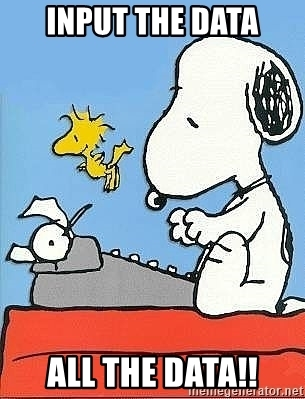 INPUT THE DATA
ALL THE DATA!!
memegenerator.net